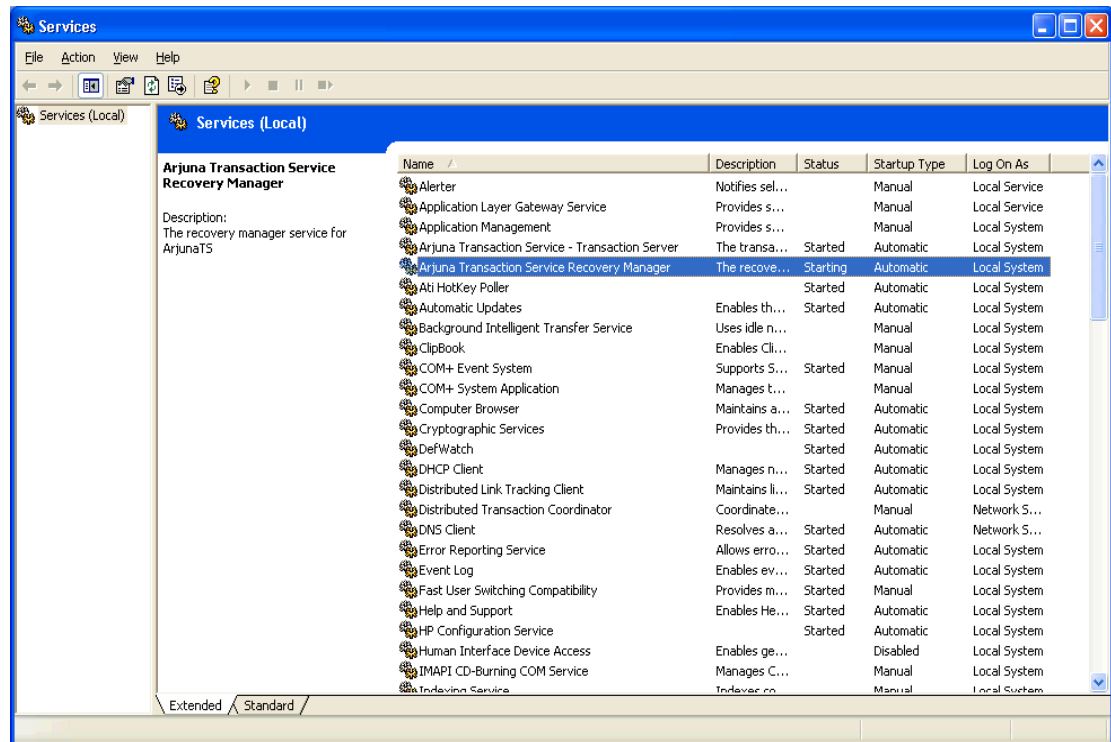 Services
File Action View Help
Services (Local)
Services (Local)
Arjuna Transaction Service
Recovery Manager
Description:
The recovery manager service for
ArjunaTS
Name Description Status Startup Type Log On As
Alerter Notifies sel... Manual Local Service
Application Layer Gateway Service Provides s... Manual Local Service
Application Management Provides s... Manual Local System
Arjuna Transaction Service - Transaction Server The transa... Started Automatic Local System
Arjuna Transaction Service Recovery Manager The recove... Starting Automatic Local System
Ati HotKey Poller Started Automatic Local System
Automatic Updates Enables th... Started Automatic Local System
Background Intelligent Transfer Service Uses idle n... Manual Local System
ClipBook Enables Cli... Manual Local System
COM+ Event System Supports S... Started Manual Local System
COM+ System Application Manages t... Manual Local System
Computer Browser Maintains a... Started Automatic Local System
Cryptographic Services Provides th... Started Automatic Local System
DefWatch Started Automatic Local System
DHCP Client Manages n... Started Automatic Local System
Distributed Link Tracking Client Maintains li... Started Automatic Local System
Distributed Transaction Coordinator Coordinate... Manual Network S...
DNS Client Resolves a... Started Automatic Network S...
Error Reporting Service Allows erro... Started Automatic Local System
Event Log Enables ev... Started Automatic Local System
Fast User Switching Compatibility Provides m... Started Manual Local System
Help and Support Enables He... Started Automatic Local System
HP Configuration Service Started Automatic Local System
Human Interface Device Access Enables ge... Disabled Local System
IMAPI CD-Burning COM Service Manages C... Manual Local System
Indexing Service Indexes co... Manual Local System
Extended Standard